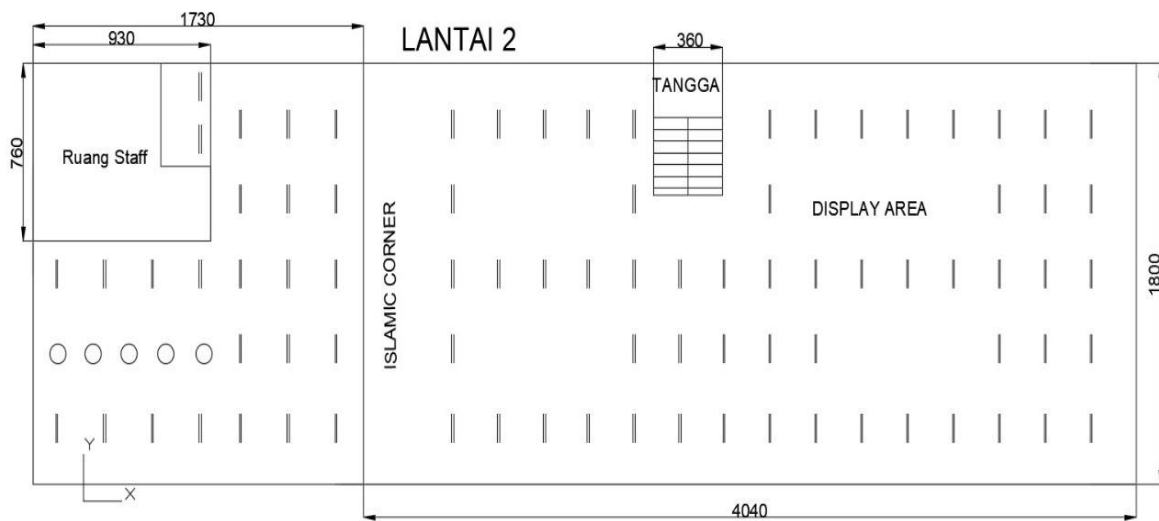 1730
930
LANTAI 2
360
TANGGA
760
Ruang Staff
DISPLAY AREA
ISLAMIC CORNER
1800
Y
X
4040